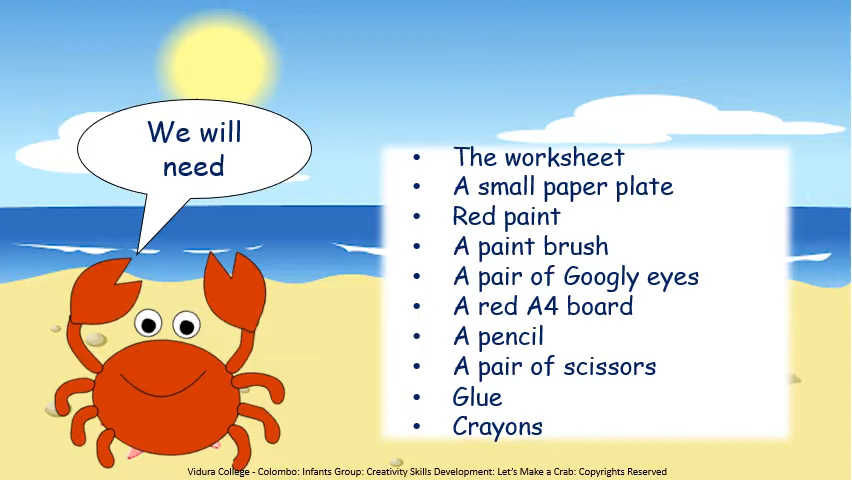 We will
need
• The worksheet
• A small paper plate
• Red paint
• A paint brush
• A pair of Googly eyes
• A red A4 board
• A pencil
• A pair of scissors
• Glue
• Crayons
Vidura College - Colombo: Infants Group: Creativity Skills Development: Let's Make a Crab: Copyrights Reserved